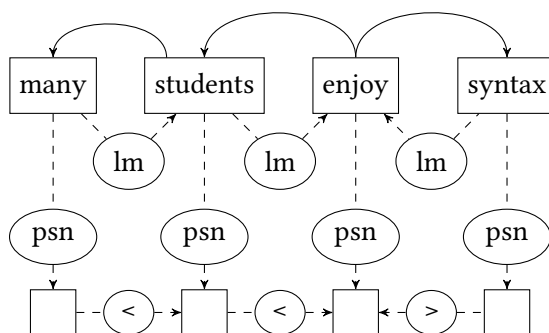 many students enjoy syntax
lm lm lm
psn psn psn psn
< < >